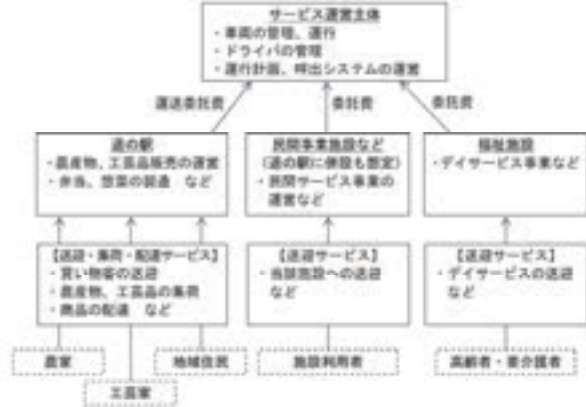 サービス運営主体
・車両の管理、運行
・ドライバの管理
・運行計画、呼出システムの運営
運送委託費
委託費
委託費
道の駅
・農産物、工芸品販売の運営
・弁当、惣菜の製造 など
民間事業施設など
(道の駅に併設も想定)
・民間サービス事業の
運営など
福祉施設
・デイサービス事業など
【送迎・集荷・配達サービス】
・買い物客の送迎
・農産物、工芸品の集荷
・商品の配達 など
【送迎サービス】
・当該施設への送迎
など
【送迎サービス】
・デイサービスの送迎
など
農家
工芸家
地域住民
施設利用者
高齢者・要介護者